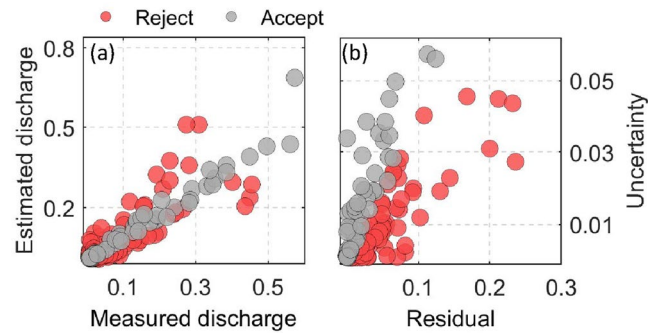 Reject Accept
(a)
(b)
0.8
0.5
0.2
Estimated discharge
0.1 0.3 0.5
Measured discharge
0.05
0.03
0.01
Uncertainty
0 0.1 0.2 0.3
Residual